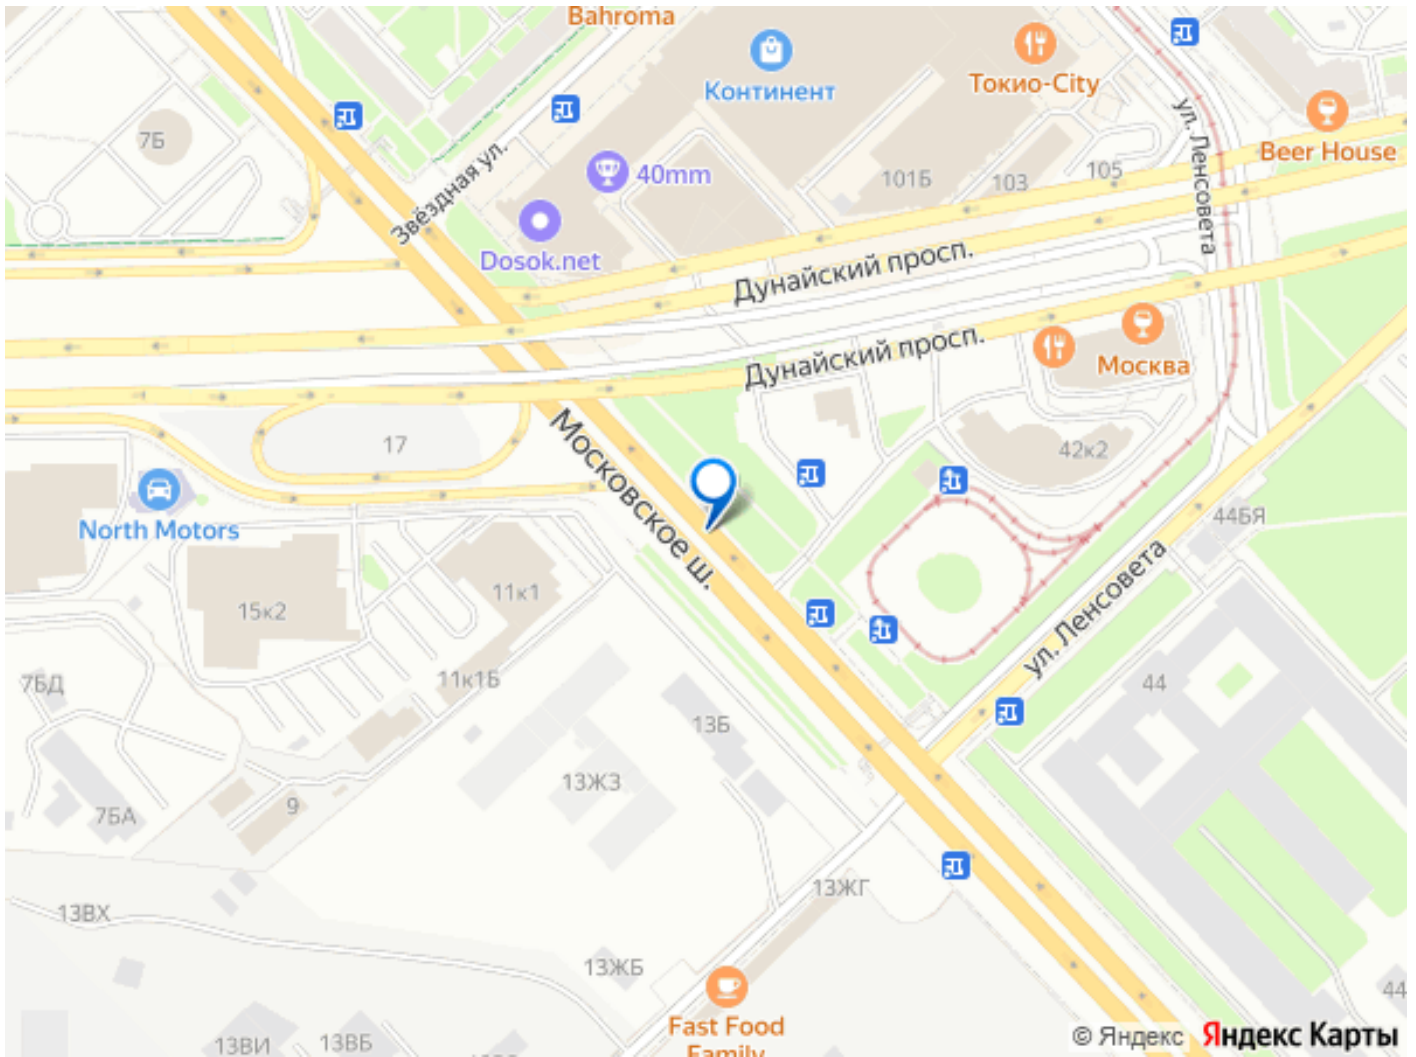 Bahroma
Континент
Токио-City
ул. Ленсовета
Beer House
7Б
Звёздная ул.
40mm
101Б
103
105
Dosok.net
Дунайский просп.
Дунайский просп.
Москва
17
Московское ш.
42к2
North Motors
44БЯ
15к2
11к1
ул. Ленсовета
7БД
11к1Б
44
13Б
13ЖЗ
7БА
9
13ЖГ
13ВХ
13ЖБ
44
Fast Food
Family
13ВИ
13ВБ
© Яндекс Яндекс Карты